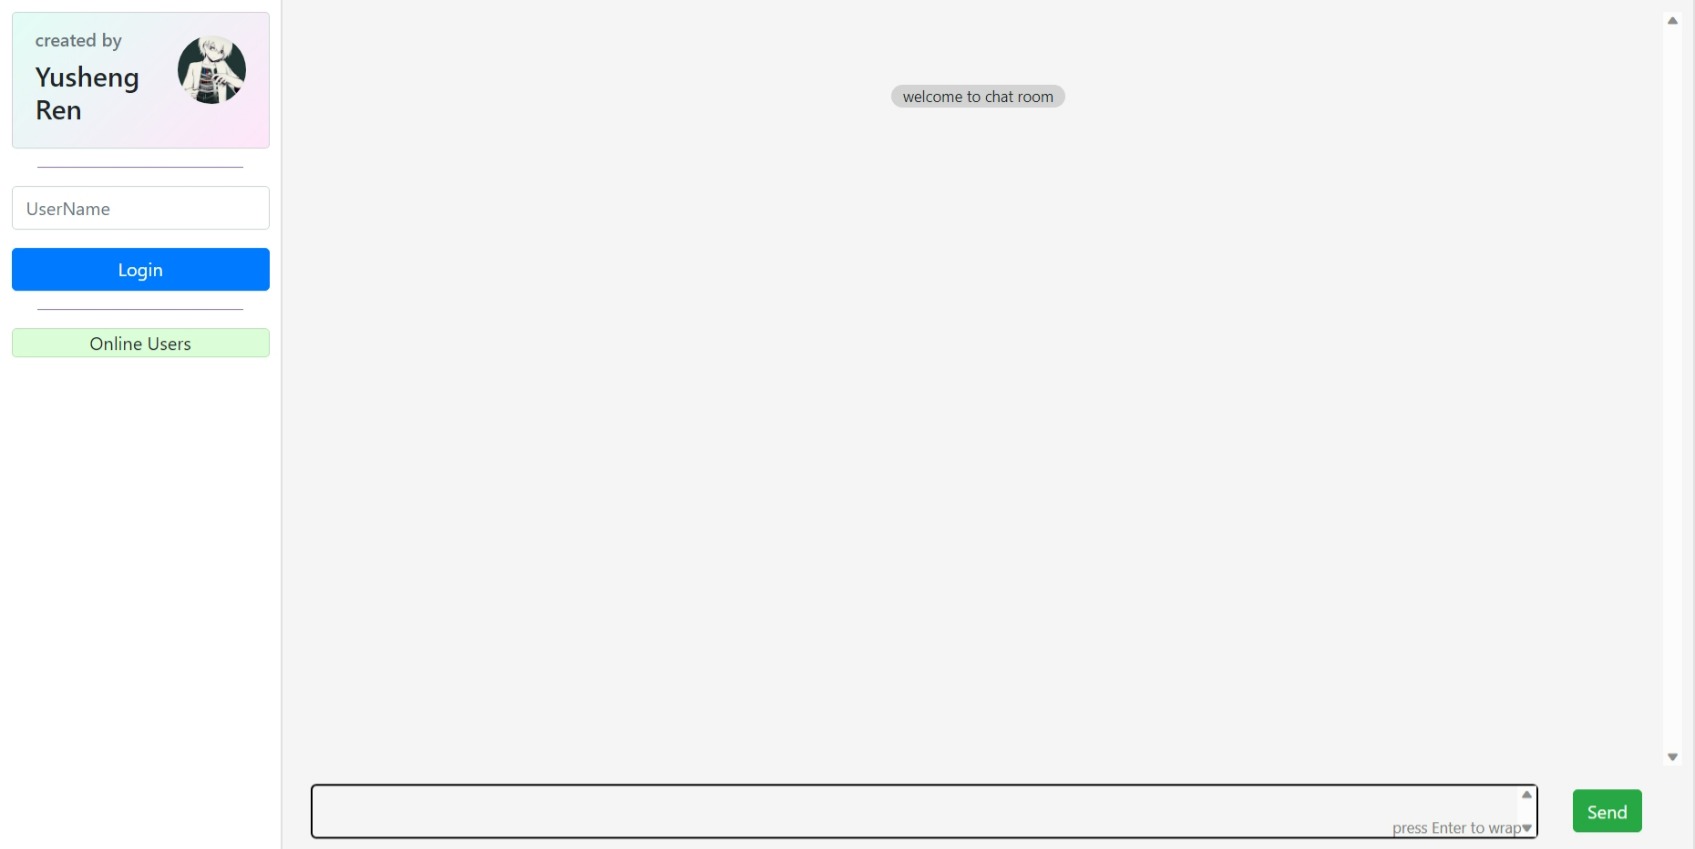 created by
Yusheng
Ren
UserName
Login
Online Users
welcome to chat room
press Enter to wrap
Send